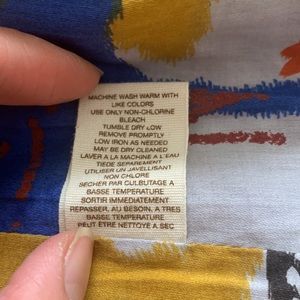 MACHINE WASH WARM WITH
LIKE COLORS
USE ONLY NON-CHLORINE
BLEACH
TUMBLE DRY LOW
REMOVE PROMPTLY
LOW IRON AS NEEDED
MAY BE DRY CLEANED
LAVER A LA MACHINE A L'EAU
TIEDE SEPAREMENT
UTILISER UN JAVELLISANT
NON CHLORE
SECHER PAR CULBUTAGE A
BASSE TEMPERATURE
SORTIR IMMEDIATEMENT
REPASSER, AU BESOIN, A TRES
BASSE TEMPERATURE
PEUT ÊTRE NETTOYE A SEC